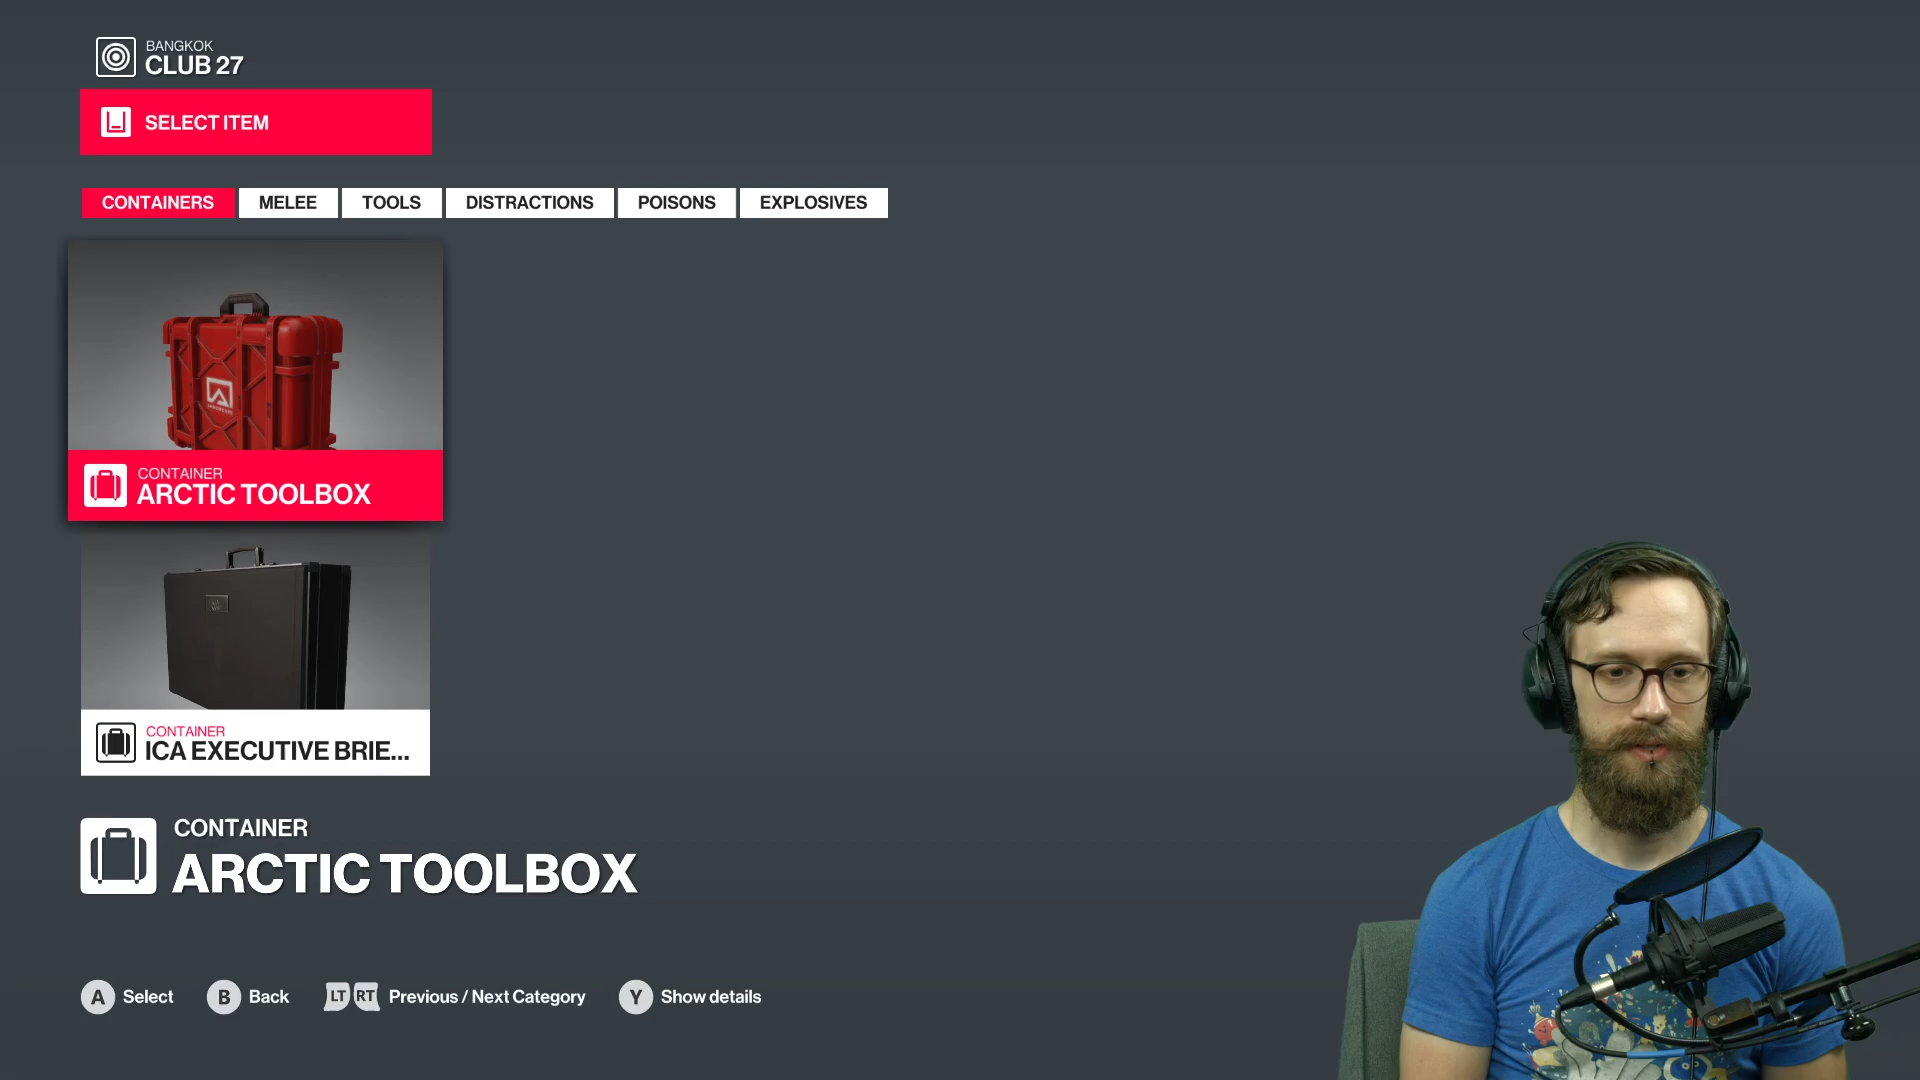 BANGKOK
CLUB 27
SELECT ITEM
CONTAINERS
MELEE
TOOLS
DISTRACTIONS
POISONS
EXPLOSIVES
CONTAINER
ARCTIC TOOLBOX
CONTAINER
ICA EXECUTIVE BRIE...
CONTAINER
ARCTIC TOOLBOX
A Select
B Back
LT RT Previous / Next Category
Y Show details